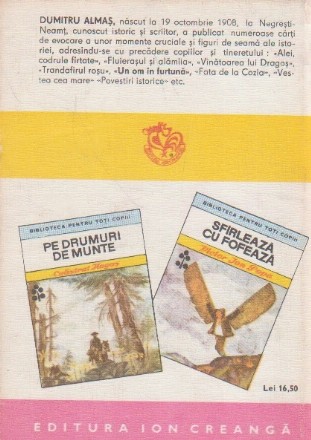 DUMITRU ALMAȘ, născut la 19 octombrie 1908, la Negrești-
Neamț, cunoscut istoric și scriitor, a publicat numeroase cărți
de evocare a unor momente cruciale și figuri de seamă ale isto-
riei, adresîndu-se cu precădere copiilor și tineretului : «Alei,
codrule firtate», «Fluierașul și alămîia», «Vînătoarea lui Dragoș»,
«Trandafirul roșu», «Un om în furtună», «Fata de la Cozia», «Ves-
tea cea mare» «Povestiri istorice» etc.
BIBLIOTECA PENTRU TOȚI COPIII
PE DRUMURI
DE MUNTE
BIBLIOTECA PENTRU TOȚI COPIII
SFÎRLEAZĂ
CU FOFEAZĂ
Victor Ion Popa
Lei 16,50
EDITURA ION CREANGĂ